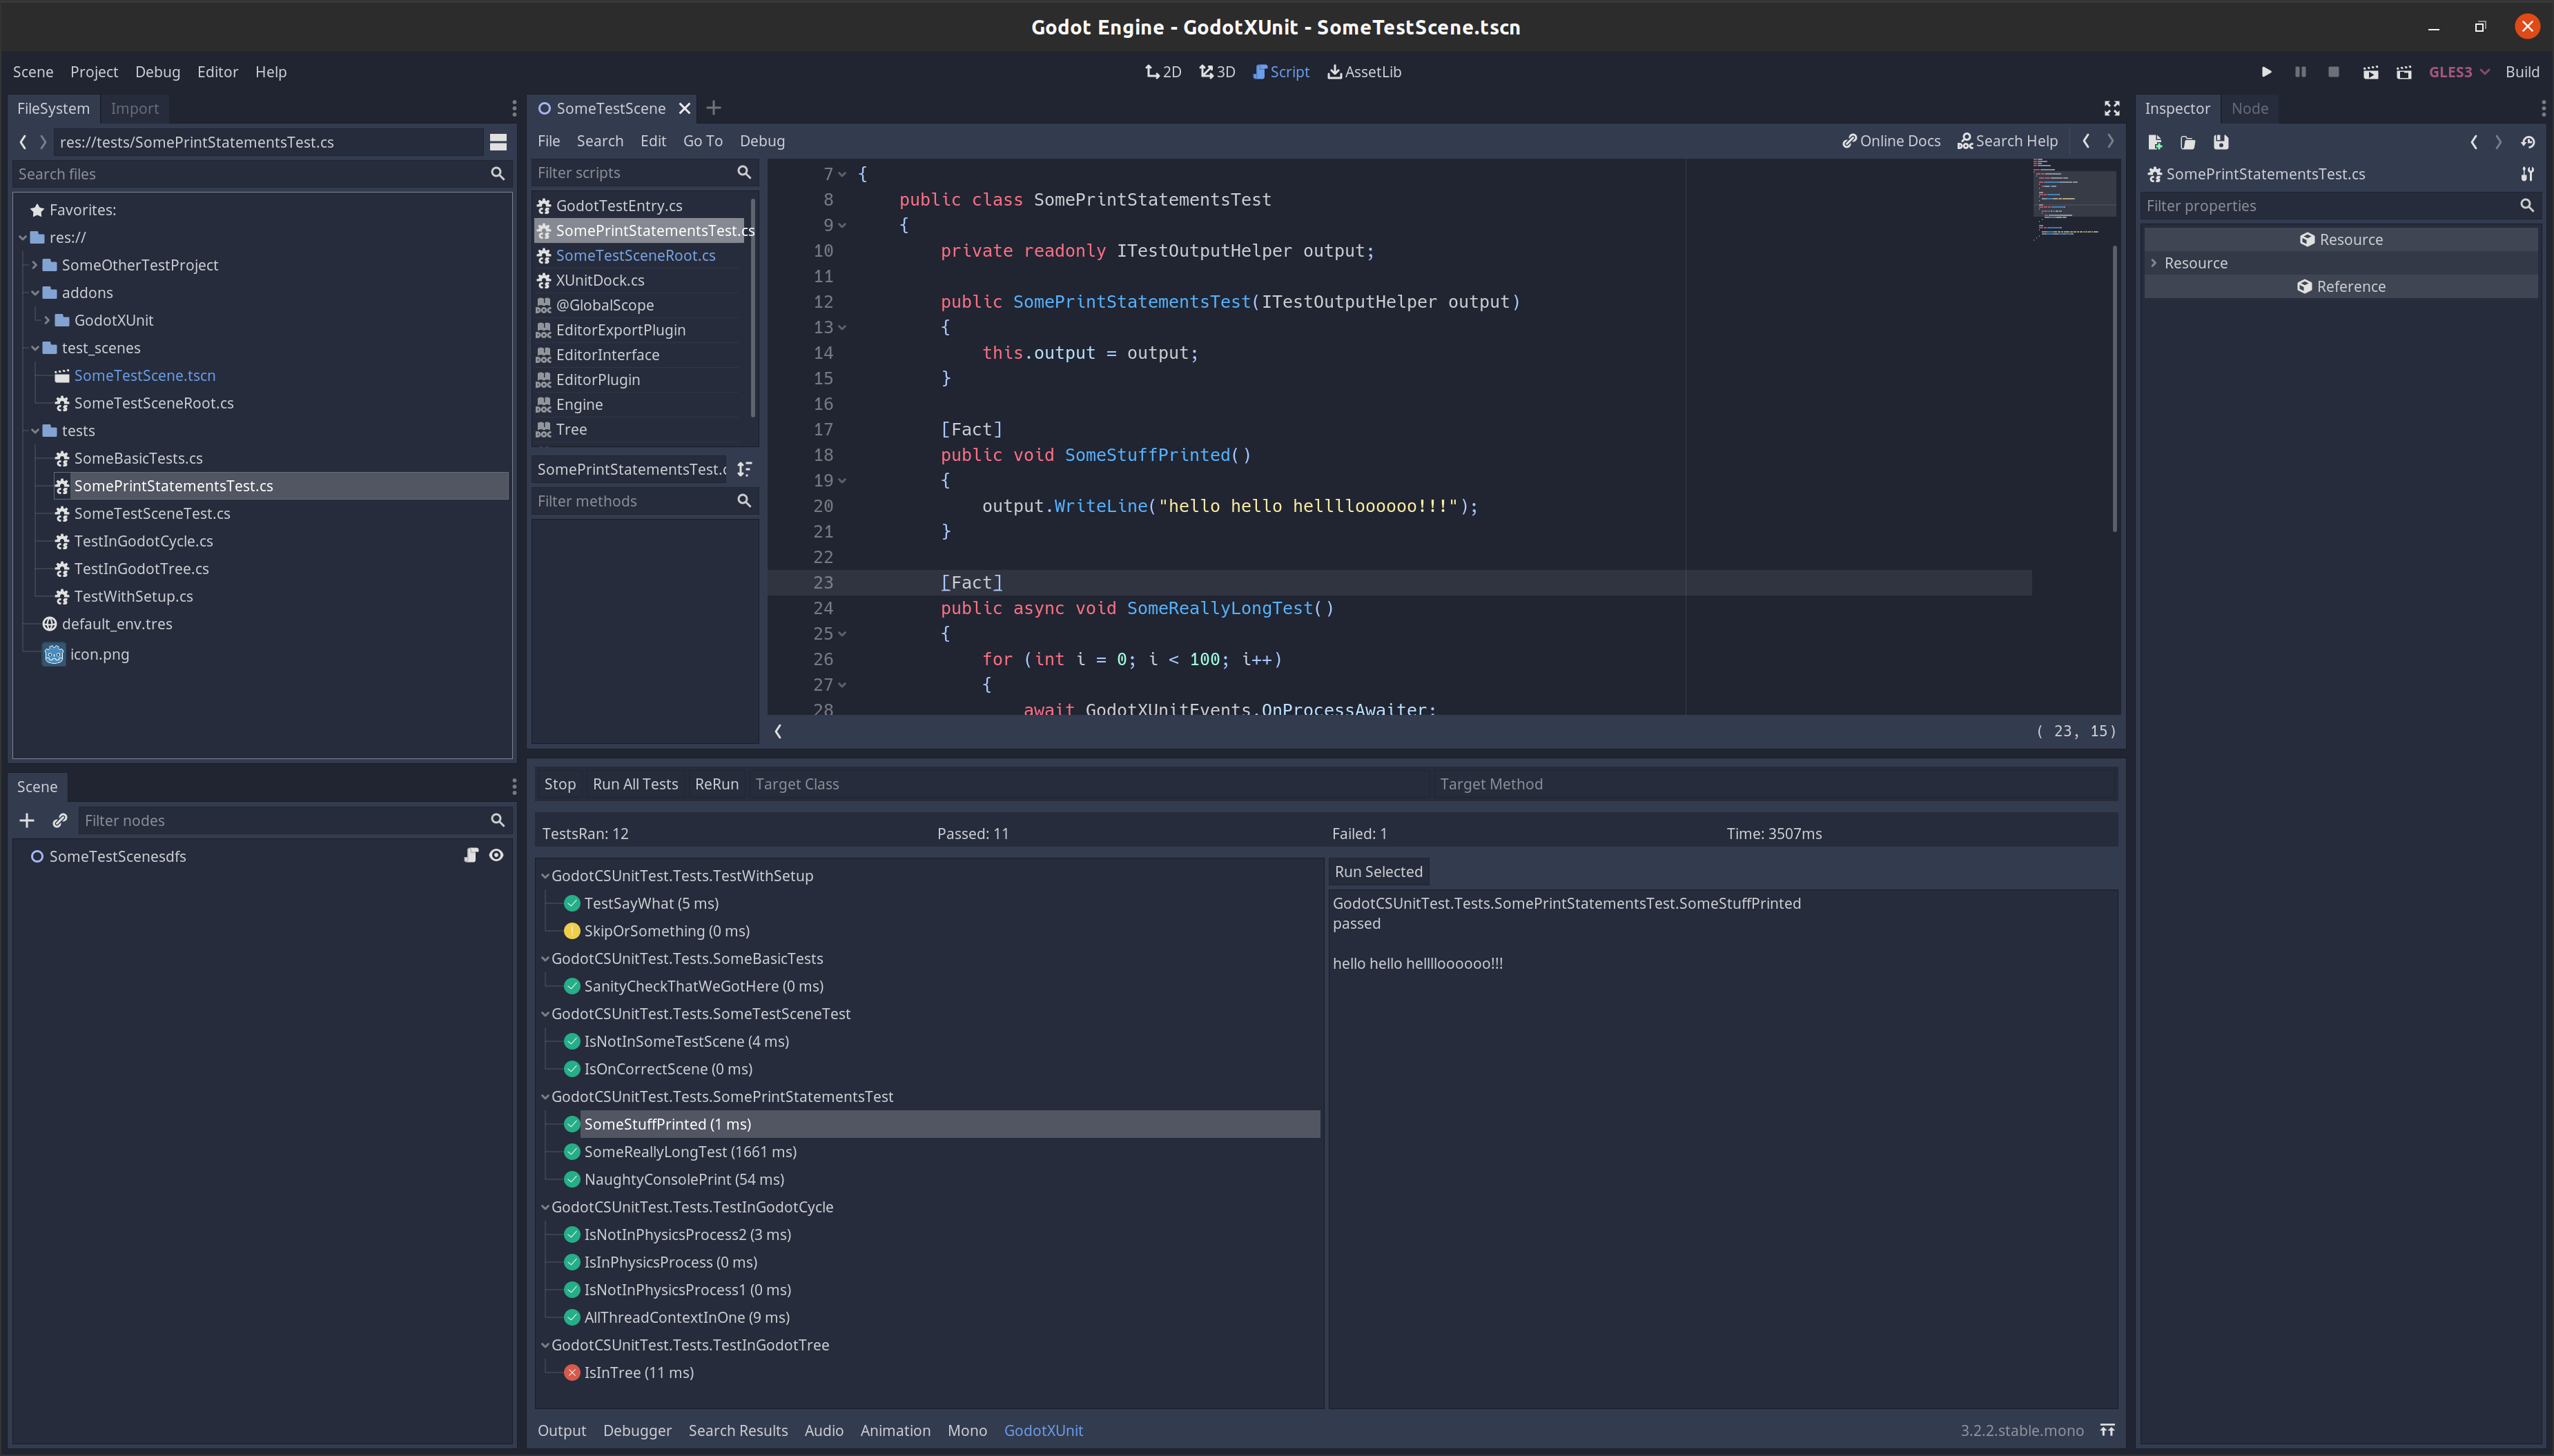 Godot Engine - GodotXUnit - SomeTestScene.tscn
Scene Project Debug Editor Help
2D 3D Script AssetLib
GLES3 Build
FileSystem Import
res://tests/SomePrintStatementsTest.cs
Search files
Favorites:
res://
SomeOtherTestProject
addons
GodotXUnit
test_scenes
SomeTestScene.tscn
SomeTestSceneRoot.cs
tests
SomeBasicTests.cs
SomePrintStatementsTest.cs
SomeTestSceneTest.cs
TestInGodotCycle.cs
TestInGodotTree.cs
TestWithSetup.cs
default_env.tres
icon.png
Scene
Filter nodes
SomeTestScenesdfs
SomeTestScene
File Search Edit Go To Debug
Online Docs Search Help
Filter scripts
GodotTestEntry.cs
SomePrintStatementsTest.cs
SomeTestSceneRoot.cs
XUnitDock.cs
@GlobalScope
EditorExportPlugin
EditorInterface
EditorPlugin
Engine
Tree
SomePrintStatementsTest.c
Filter methods
7 {
8 public class SomePrintStatementsTest
9 {
10 private readonly ITestOutputHelper output;
11
12 public SomePrintStatementsTest(ITestOutputHelper output)
13 {
14 this.output = output;
15 }
16
17 [Fact]
18 public void SomeStuffPrinted()
19 {
20 output.WriteLine("hello hello helllloooooo!!!");
21 }
22
23 [Fact]
24 public async void SomeReallyLongTest()
25 {
26 for (int i = 0; i < 100; i++)
27 {
28 await GodotXUnitEvents.OnProcessAwaiter;
( 23, 15)
Stop Run All Tests ReRun Target Class Target Method
TestsRan: 12 Passed: 11 Failed: 1 Time: 3507ms
GodotCSUnitTest.Tests.TestWithSetup
TestSayWhat (5 ms)
SkipOrSomething (0 ms)
GodotCSUnitTest.Tests.SomeBasicTests
SanityCheckThatWeGotHere (0 ms)
GodotCSUnitTest.Tests.SomeTestSceneTest
IsNotInSomeTestScene (4 ms)
IsOnCorrectScene (0 ms)
GodotCSUnitTest.Tests.SomePrintStatementsTest
SomeStuffPrinted (1 ms)
SomeReallyLongTest (1661 ms)
NaughtyConsolePrint (54 ms)
GodotCSUnitTest.Tests.TestInGodotCycle
IsNotInPhysicsProcess2 (3 ms)
IsInPhysicsProcess (0 ms)
IsNotInPhysicsProcess1 (0 ms)
AllThreadContextInOne (9 ms)
GodotCSUnitTest.Tests.TestInGodotTree
IsInTree (11 ms)
Run Selected
GodotCSUnitTest.Tests.SomePrintStatementsTest.SomeStuffPrinted
passed
hello hello helllloooooo!!!
Output Debugger Search Results Audio Animation Mono GodotXUnit
3.2.2.stable.mono
Inspector Node
SomePrintStatementsTest.cs
Filter properties
Resource
Resource
Reference